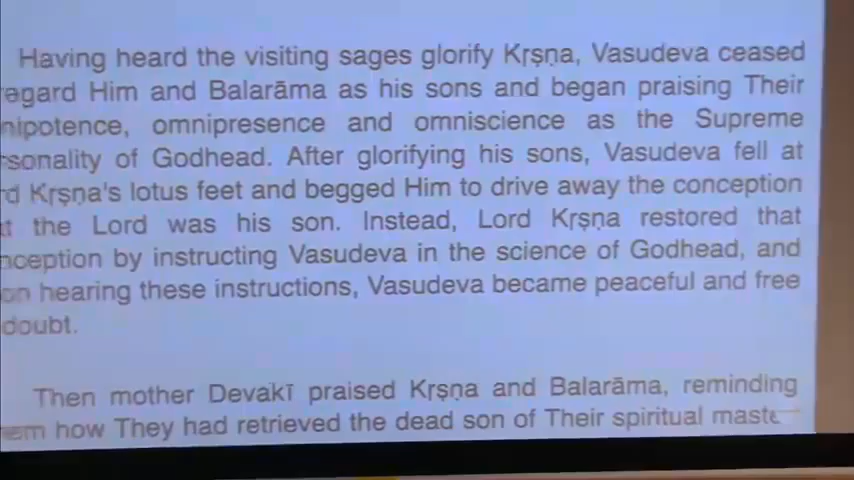 Having heard the visiting sages glorify Kṛṣṇa, Vasudeva ceased
egard Him and Balarāma as his sons and began praising Their
nipotence, omnipresence and omniscience as the Supreme
sonality of Godhead. After glorifying his sons, Vasudeva fell at
d Kṛṣṇa's lotus feet and begged Him to drive away the conception
t the Lord was his son. Instead, Lord Kṛṣṇa restored that
nception by instructing Vasudeva in the science of Godhead, and
on hearing these instructions, Vasudeva became peaceful and free
doubt.
Then mother Devakī praised Kṛṣṇa and Balarāma, reminding
em how They had retrieved the dead son of Their spiritual maste